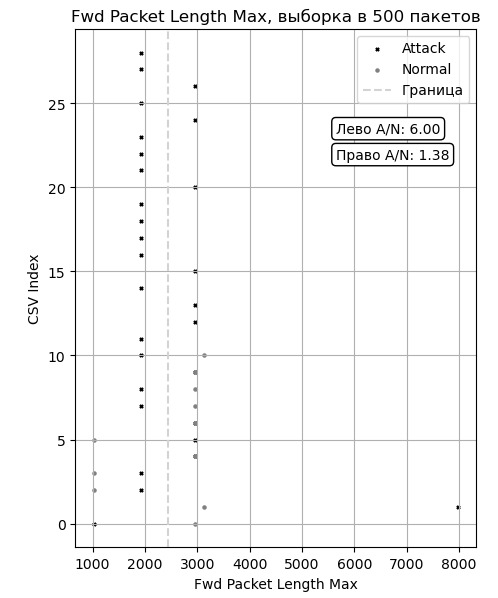 Fwd Packet Length Max, выборка в 500 пакетов
Attack
Normal
Граница
Лево A/N: 6.00
Право A/N: 1.38
CSV Index
25
20
15
10
5
0
1000 2000 3000 4000 5000 6000 7000 8000
Fwd Packet Length Max